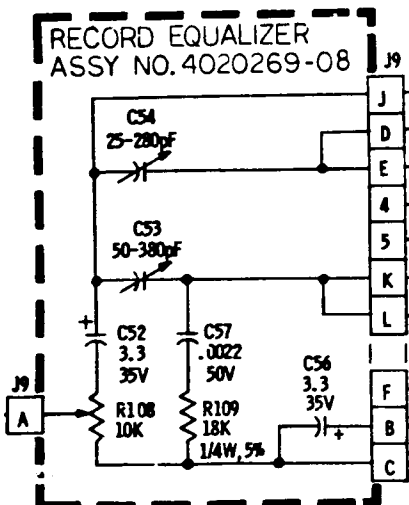 RECORD EQUALIZER
ASSY NO. 4020269-08
J9
J
C54
25-280pF
D
E
4
5
C53
50-380pF
K
L
+
C52
3.3
35V
C57
.0022
50V
C56
3.3
35V
+
F
B
C
J9
A
R108
10K
R109
18K
1/4W, 5%